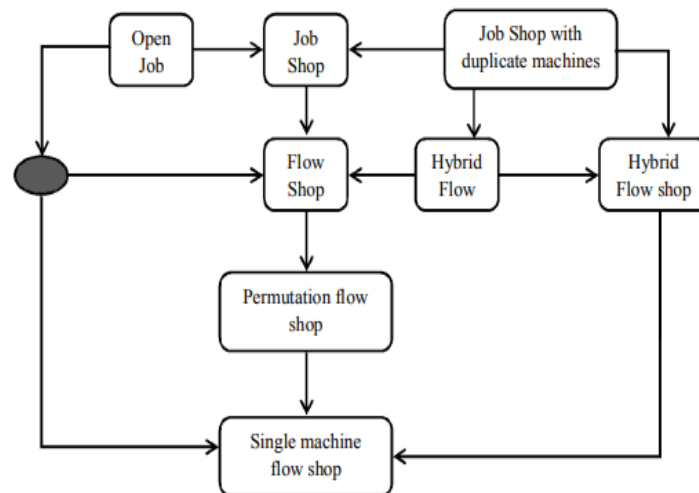 Open
Job
Job
Shop
Job Shop with
duplicate machines
Flow
Shop
Hybrid
Flow
Hybrid
Flow shop
Permutation flow
shop
Single machine
flow shop